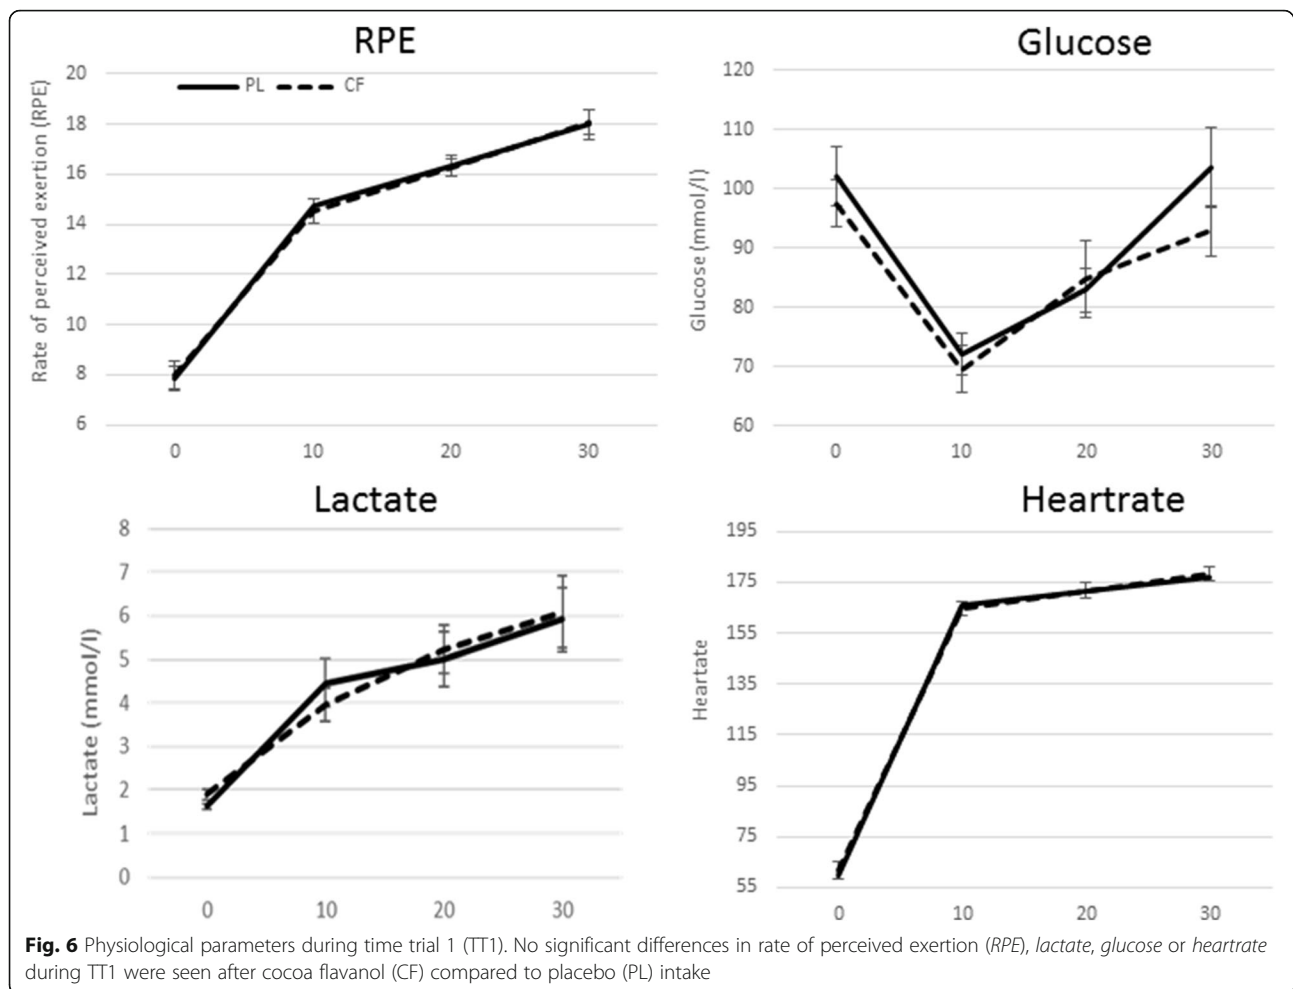 RPE
20
18
16
14
12
10
8
6
Rate of perceived exertion (RPE)
PL CF
0 10 20 30
Glucose
120
110
100
90
80
70
60
Glucose (mmol/l)
0 10 20 30
Lactate
8
7
6
5
4
3
2
1
0
Lactate (mmol/l)
0 10 20 30
Heartrate
195
175
155
135
115
95
75
55
Heartate
0 10 20 30
Fig. 6 Physiological parameters during time trial 1 (TT1). No significant differences in rate of perceived exertion (RPE), lactate, glucose or heartrate
during TT1 were seen after cocoa flavanol (CF) compared to placebo (PL) intake